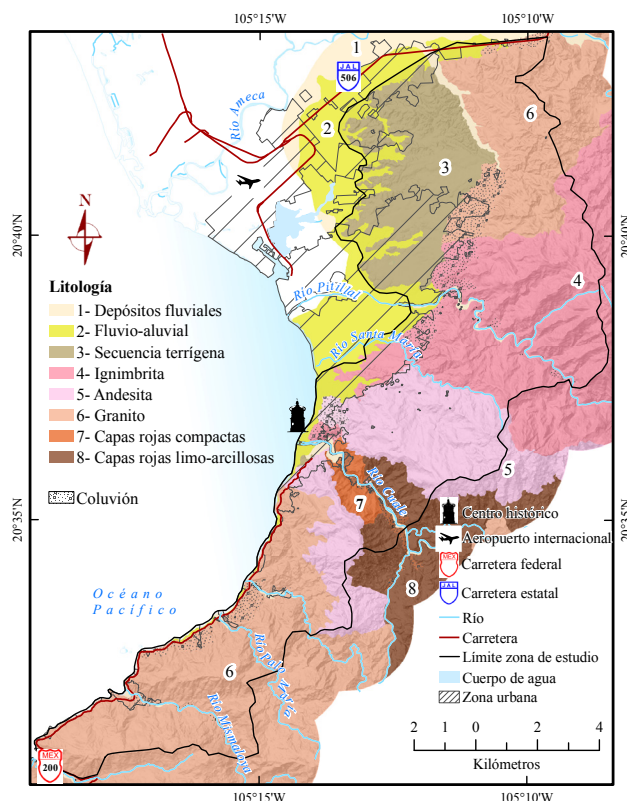 105°15'W
105°10'W
1
JAL
506
Río Ameca
2
6
3
N
20°40'N
20°40'N
Litología
1- Depósitos fluviales
2- Fluvio-aluvial
3- Secuencia terrígena
4- Ignimbrita
5- Andesita
6- Granito
7- Capas rojas compactas
8- Capas rojas limo-arcillosas
Coluvión
Río Pitillal
4
Río Santa María
5
Río Cuale
7
20°35'N
20°35'N
Centro histórico
Aeropuerto internacional
MEX
Carretera federal
JAL
Carretera estatal
Río
Carretera
Límite zona de estudio
Cuerpo de agua
Zona urbana
8
Océano
Pacífico
6
Río Mismaloya
2 1 0 2 4
Kilómetros
MEX
200
105°15'W
105°10'W